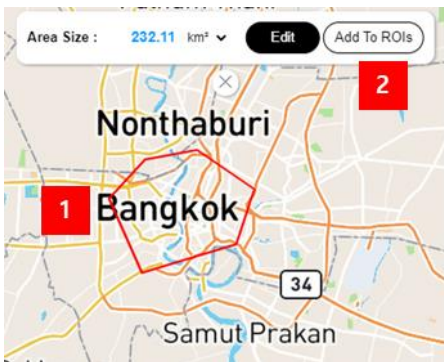 Area Size : 232.11 km² Edit Add To ROIs
2
Nonthaburi
1 Bangkok
34
Samut Prakan